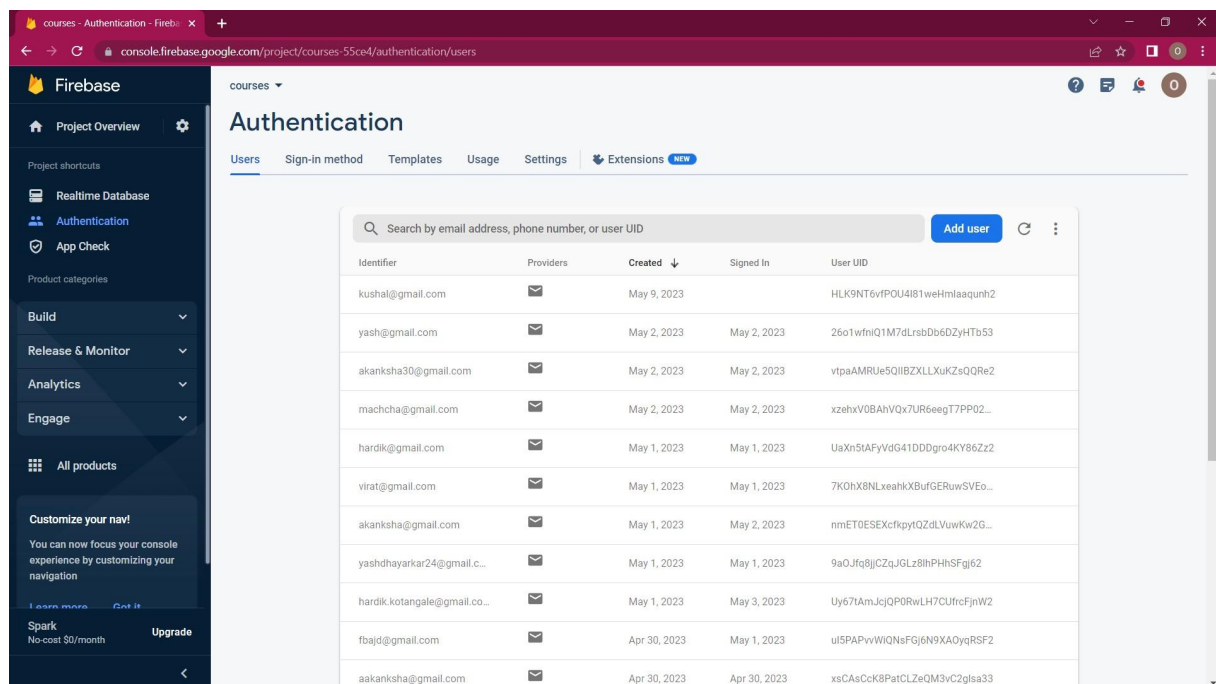 courses - Authentication - Fireba
console.firebase.google.com/project/courses-55ce4/authentication/users
O
Firebase
Project Overview
Project shortcuts
Realtime Database
Authentication
App Check
Product categories
Build
Release & Monitor
Analytics
Engage
All products
Customize your nav!
You can now focus your console
experience by customizing your
navigation
Learn more Got it
Spark
No-cost $0/month
Upgrade
courses
O
Authentication
Users Sign-in method Templates Usage Settings Extensions NEW
Search by email address, phone number, or user UID Add user
Identifier Providers Created Signed In User UID
kushal@gmail.com May 9, 2023 HLK9NT6vfPOU4I81weHmlaaqunh2
yash@gmail.com May 2, 2023 May 2, 2023 26o1wfniQ1M7dLrsbDb6DZyHTb53
akanksha30@gmail.com May 2, 2023 May 2, 2023 vtpaAMRUe5QIIBZXLLXuKZsQQRe2
machcha@gmail.com May 2, 2023 May 2, 2023 xzehxV0BAhVQx7UR6eegT7PP02...
hardik@gmail.com May 1, 2023 May 1, 2023 UaXn5tAFyVdG41DDDgro4KY86Zz2
virat@gmail.com May 1, 2023 May 1, 2023 7KOhX8NLxeahkXBufGERuwSVEo...
akanksha@gmail.com May 1, 2023 May 2, 2023 nmET0ESEXcfkpytQZdLVuwKw2G...
yashdhayarkar24@gmail.c... May 1, 2023 May 1, 2023 9aOJfq8jjCZqJGLz8lhPHhSFgj62
hardik.kotangale@gmail.co... May 1, 2023 May 3, 2023 Uy67tAmJcjQP0RwLH7CUfrcFjnW2
fbajd@gmail.com Apr 30, 2023 May 1, 2023 ul5PAPvvWiQNsFGj6N9XAOyqRSF2
aakanksha@gmail.com Apr 30, 2023 Apr 30, 2023 xsCAsCcK8PatCLZeQM3vC2glsa33